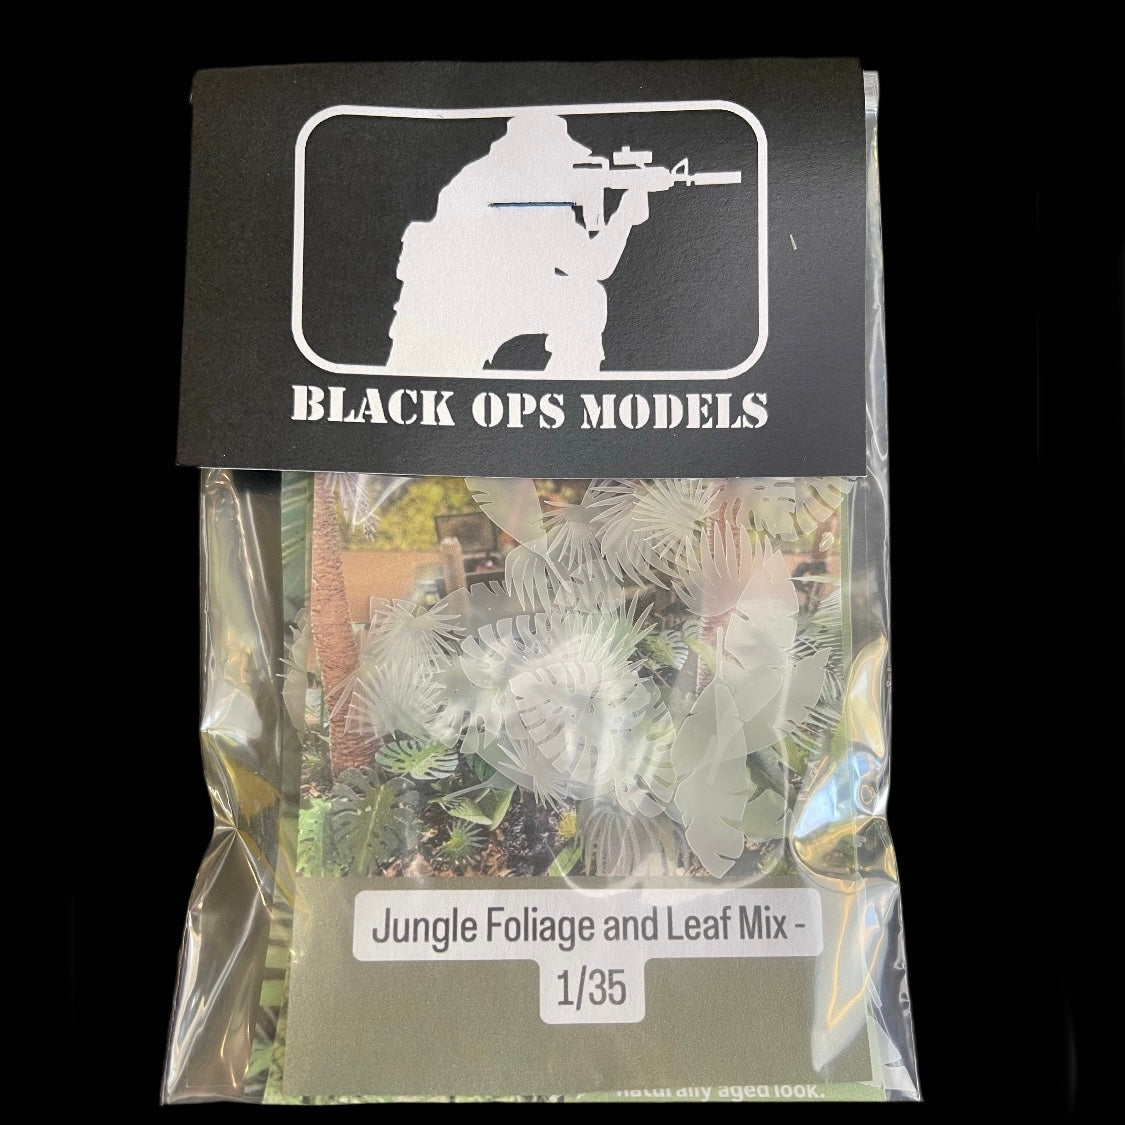 BLACK OPS MODELS
Jungle Foliage and Leaf Mix -
1/35
naturally aged look.